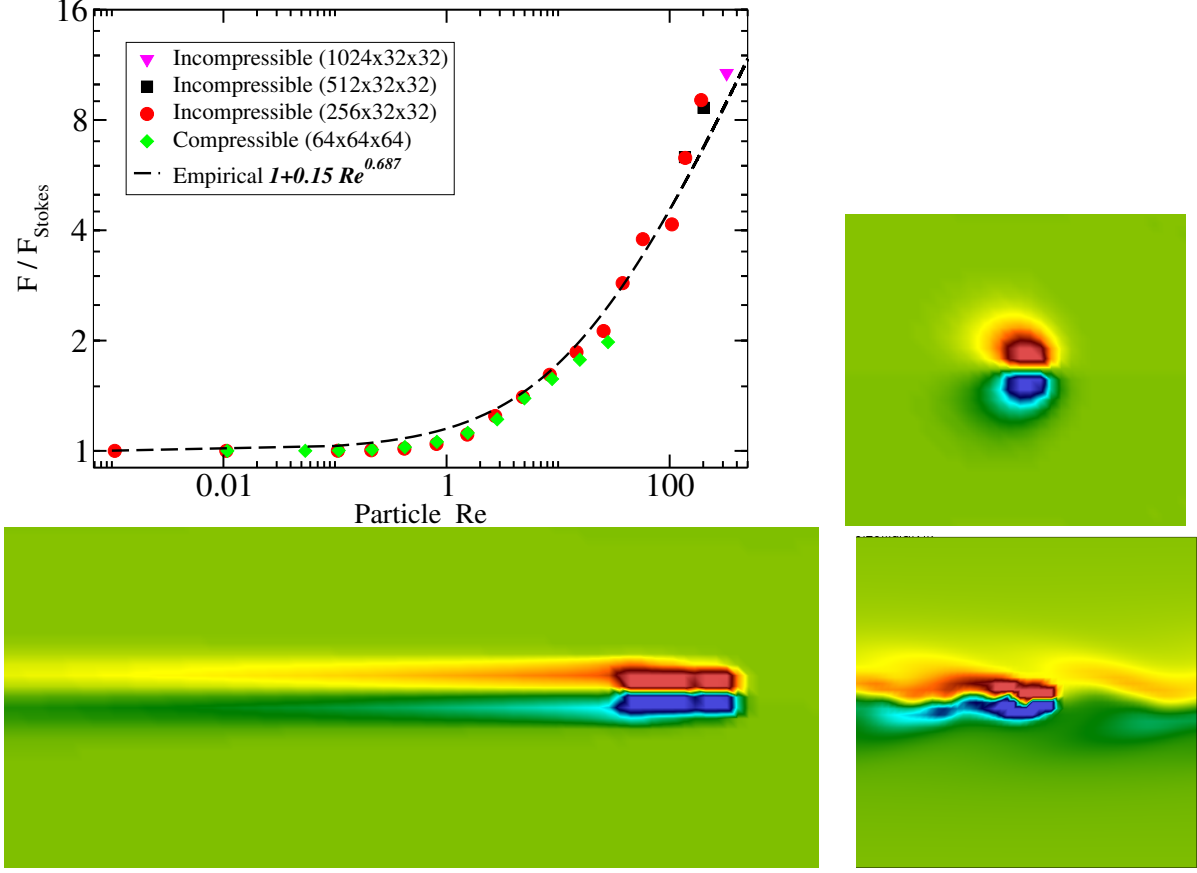 16
Incompressible (1024x32x32)
Incompressible (512x32x32)
Incompressible (256x32x32)
Compressible (64x64x64)
Empirical 1+0.15 Re^0.687
8
4
2
1
F / F_Stokes
0.01
1
100
Particle Re